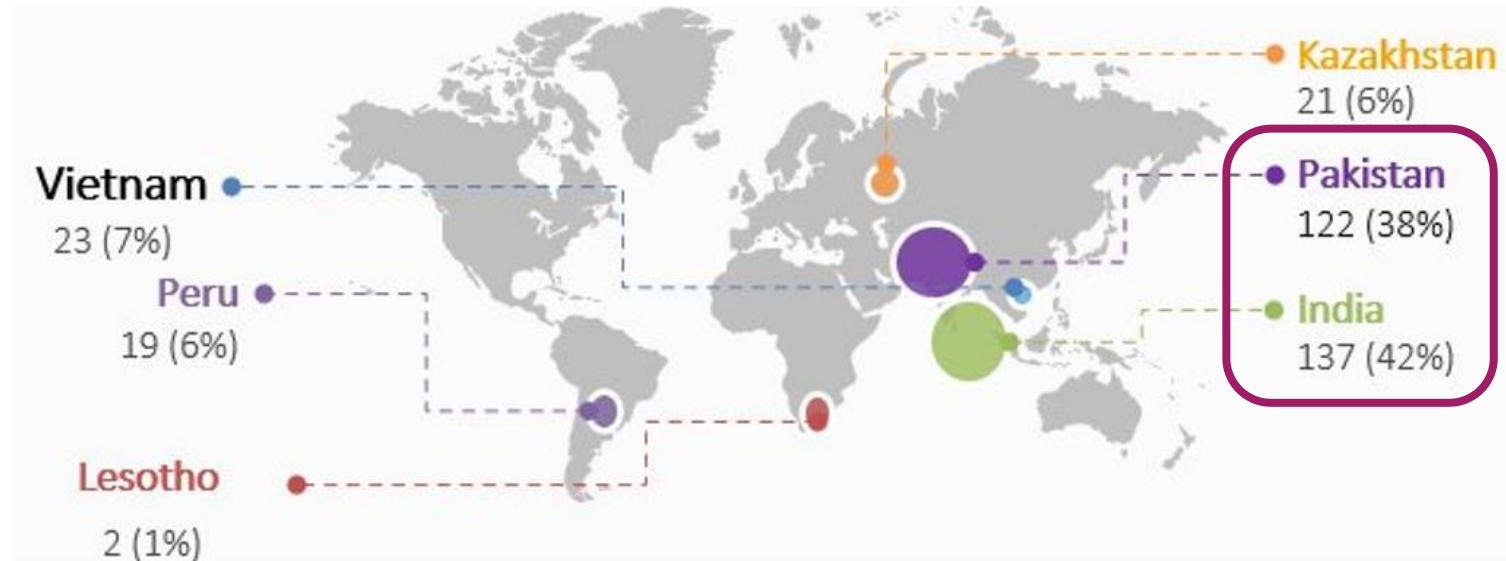 Kazakhstan
21 (6%)
Pakistan
122 (38%)
India
137 (42%)
Vietnam
23 (7%)
Peru
19 (6%)
Lesotho
2 (1%)